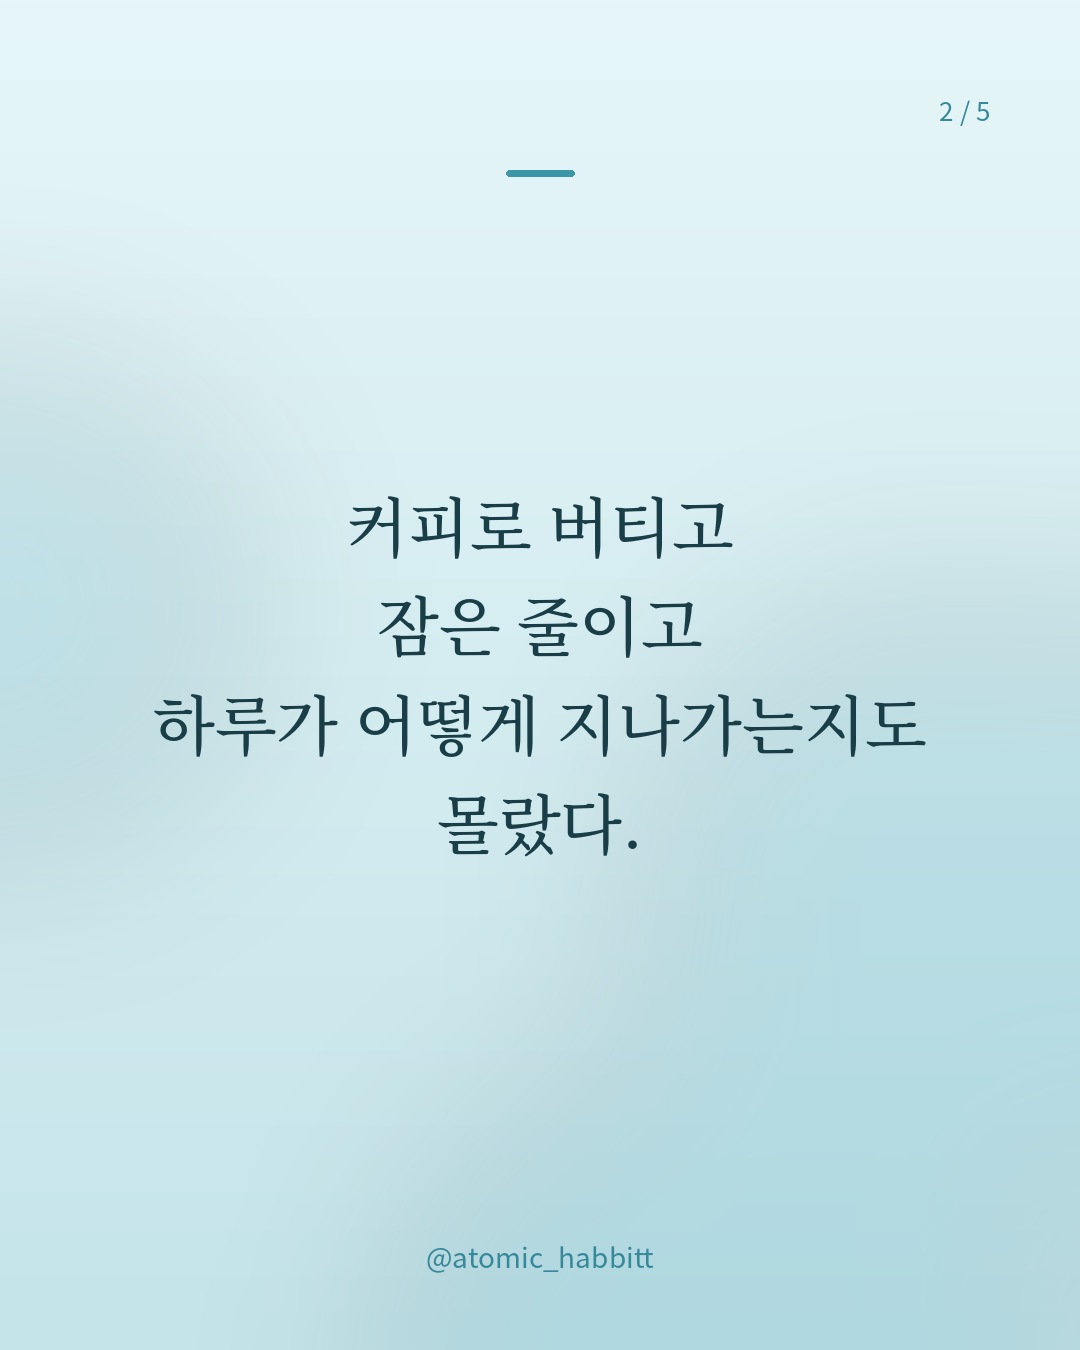 2 / 5
커피로 버티고
잠은 줄이고
하루가 어떻게 지나가는지도
몰랐다.
@atomic_habbitt